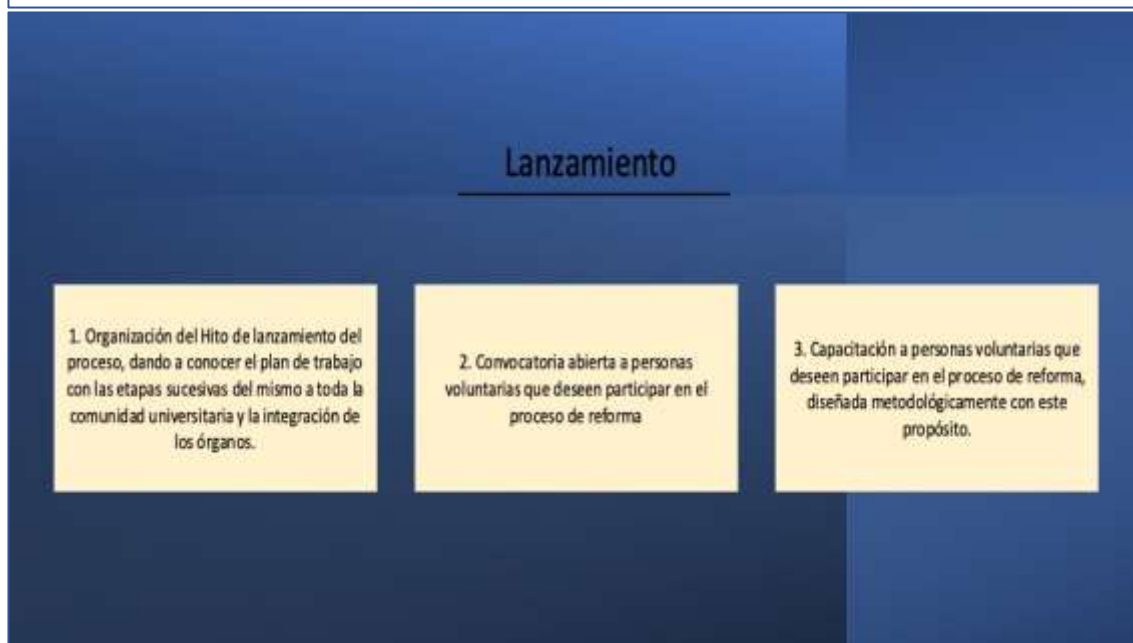 Lanzamiento
1. Organización del Hito de lanzamiento del
proceso, dando a conocer el plan de trabajo
con las etapas sucesivas del mismo a toda la
comunidad universitaria y la integración de
los órganos.
2. Convocatoria abierta a personas
voluntarias que deseen participar en el
proceso de reforma
3. Capacitación a personas voluntarias que
deseen participar en el proceso de reforma,
diseñada metodológicamente con este
propósito.